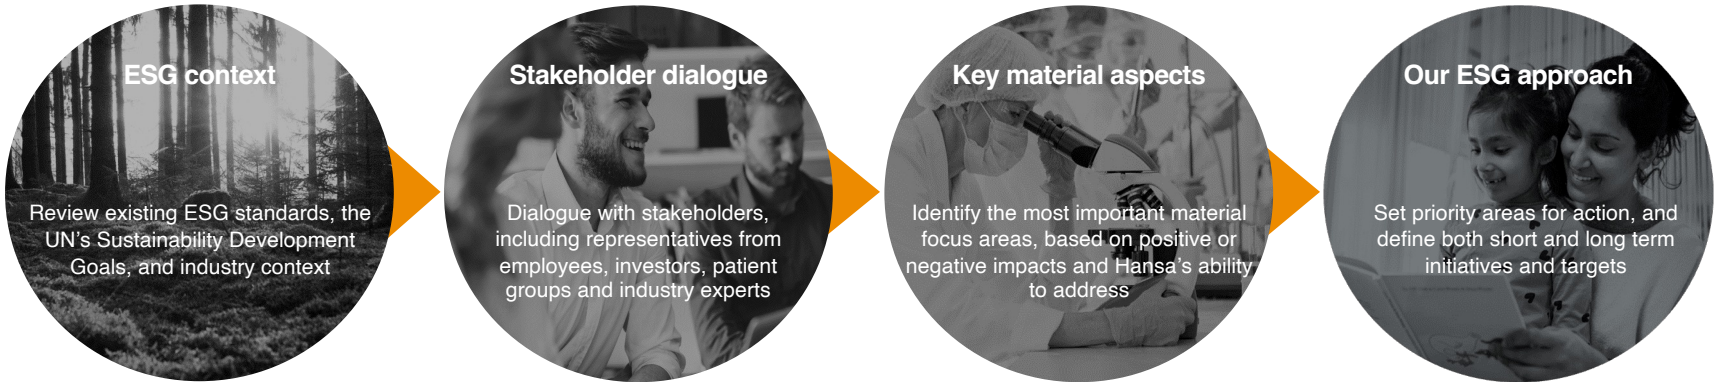 ESG context
Review existing ESG standards, the
UN’s Sustainability Development
Goals, and industry context
Stakeholder dialogue
Dialogue with stakeholders,
including representatives from
employees, investors, patient
groups and industry experts
Key material aspects
Identify the most important material
focus areas, based on positive or
negative impacts and Hansa’s ability
to address
Our ESG approach
Set priority areas for action, and
define both short and long term
initiatives and targets